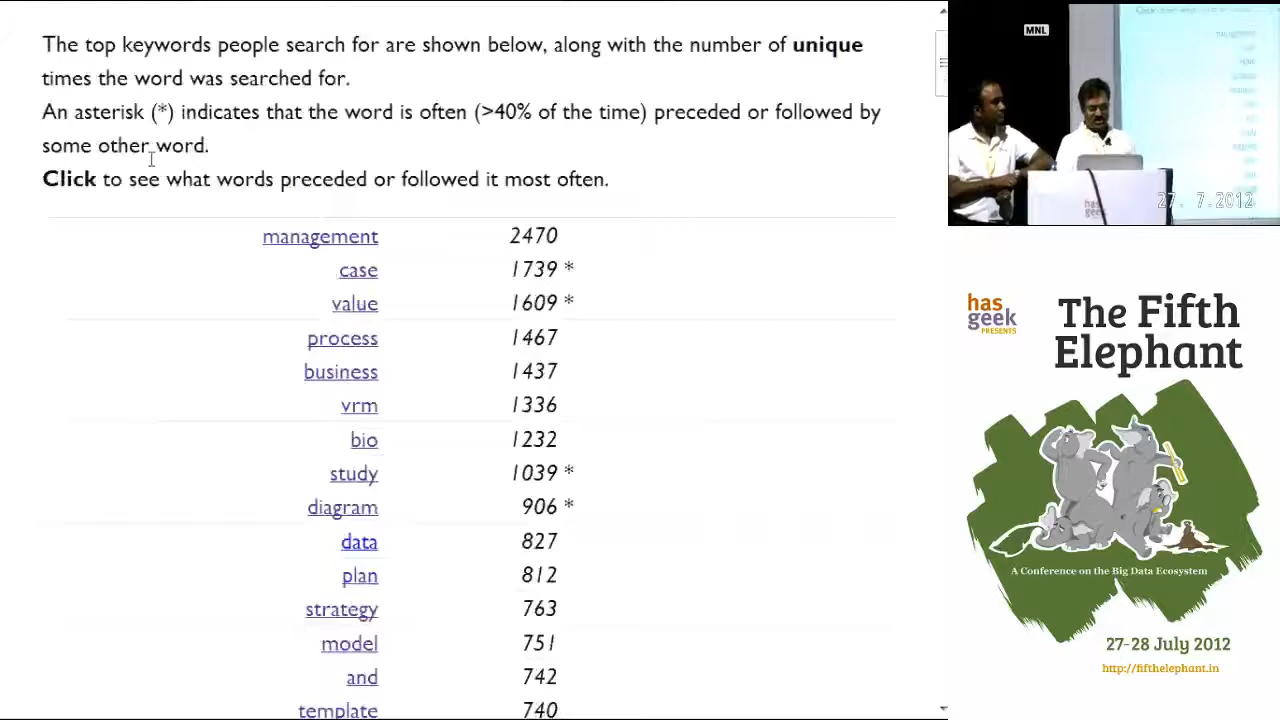 The top keywords people search for are shown below, along with the number of unique
times the word was searched for.
An asterisk (*) indicates that the word is often (>40% of the time) preceded or followed by
some other word.
Click to see what words preceded or followed it most often.
management 2470
case 1739 *
value 1609 *
process 1467
business 1437
vrm 1336
bio 1232
study 1039 *
diagram 906 *
data 827
plan 812
strategy 763
model 751
and 742
template 740
MNL
has
geek
27. 7.2012
has
geek
PRESENTS
The Fifth
Elephant
A Conference on the Big Data Ecosystem
27-28 July 2012
http://fifthelephant.in